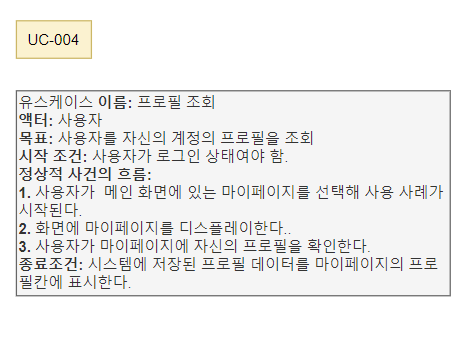 UC-004
유스케이스 이름: 프로필 조회
액터: 사용자
목표: 사용자를 자신의 계정의 프로필을 조회
시작 조건: 사용자가 로그인 상태여야 함.
정상적 사건의 흐름:
1. 사용자가  메인 화면에 있는 마이페이지를 선택해 사용 사례가
시작된다.
2. 화면에 마이페이지를 디스플레이한다..
3. 사용자가 마이페이지에 자신의 프로필을 확인한다.
종료조건: 시스템에 저장된 프로필 데이터를 마이페이지의 프로
필칸에 표시한다.